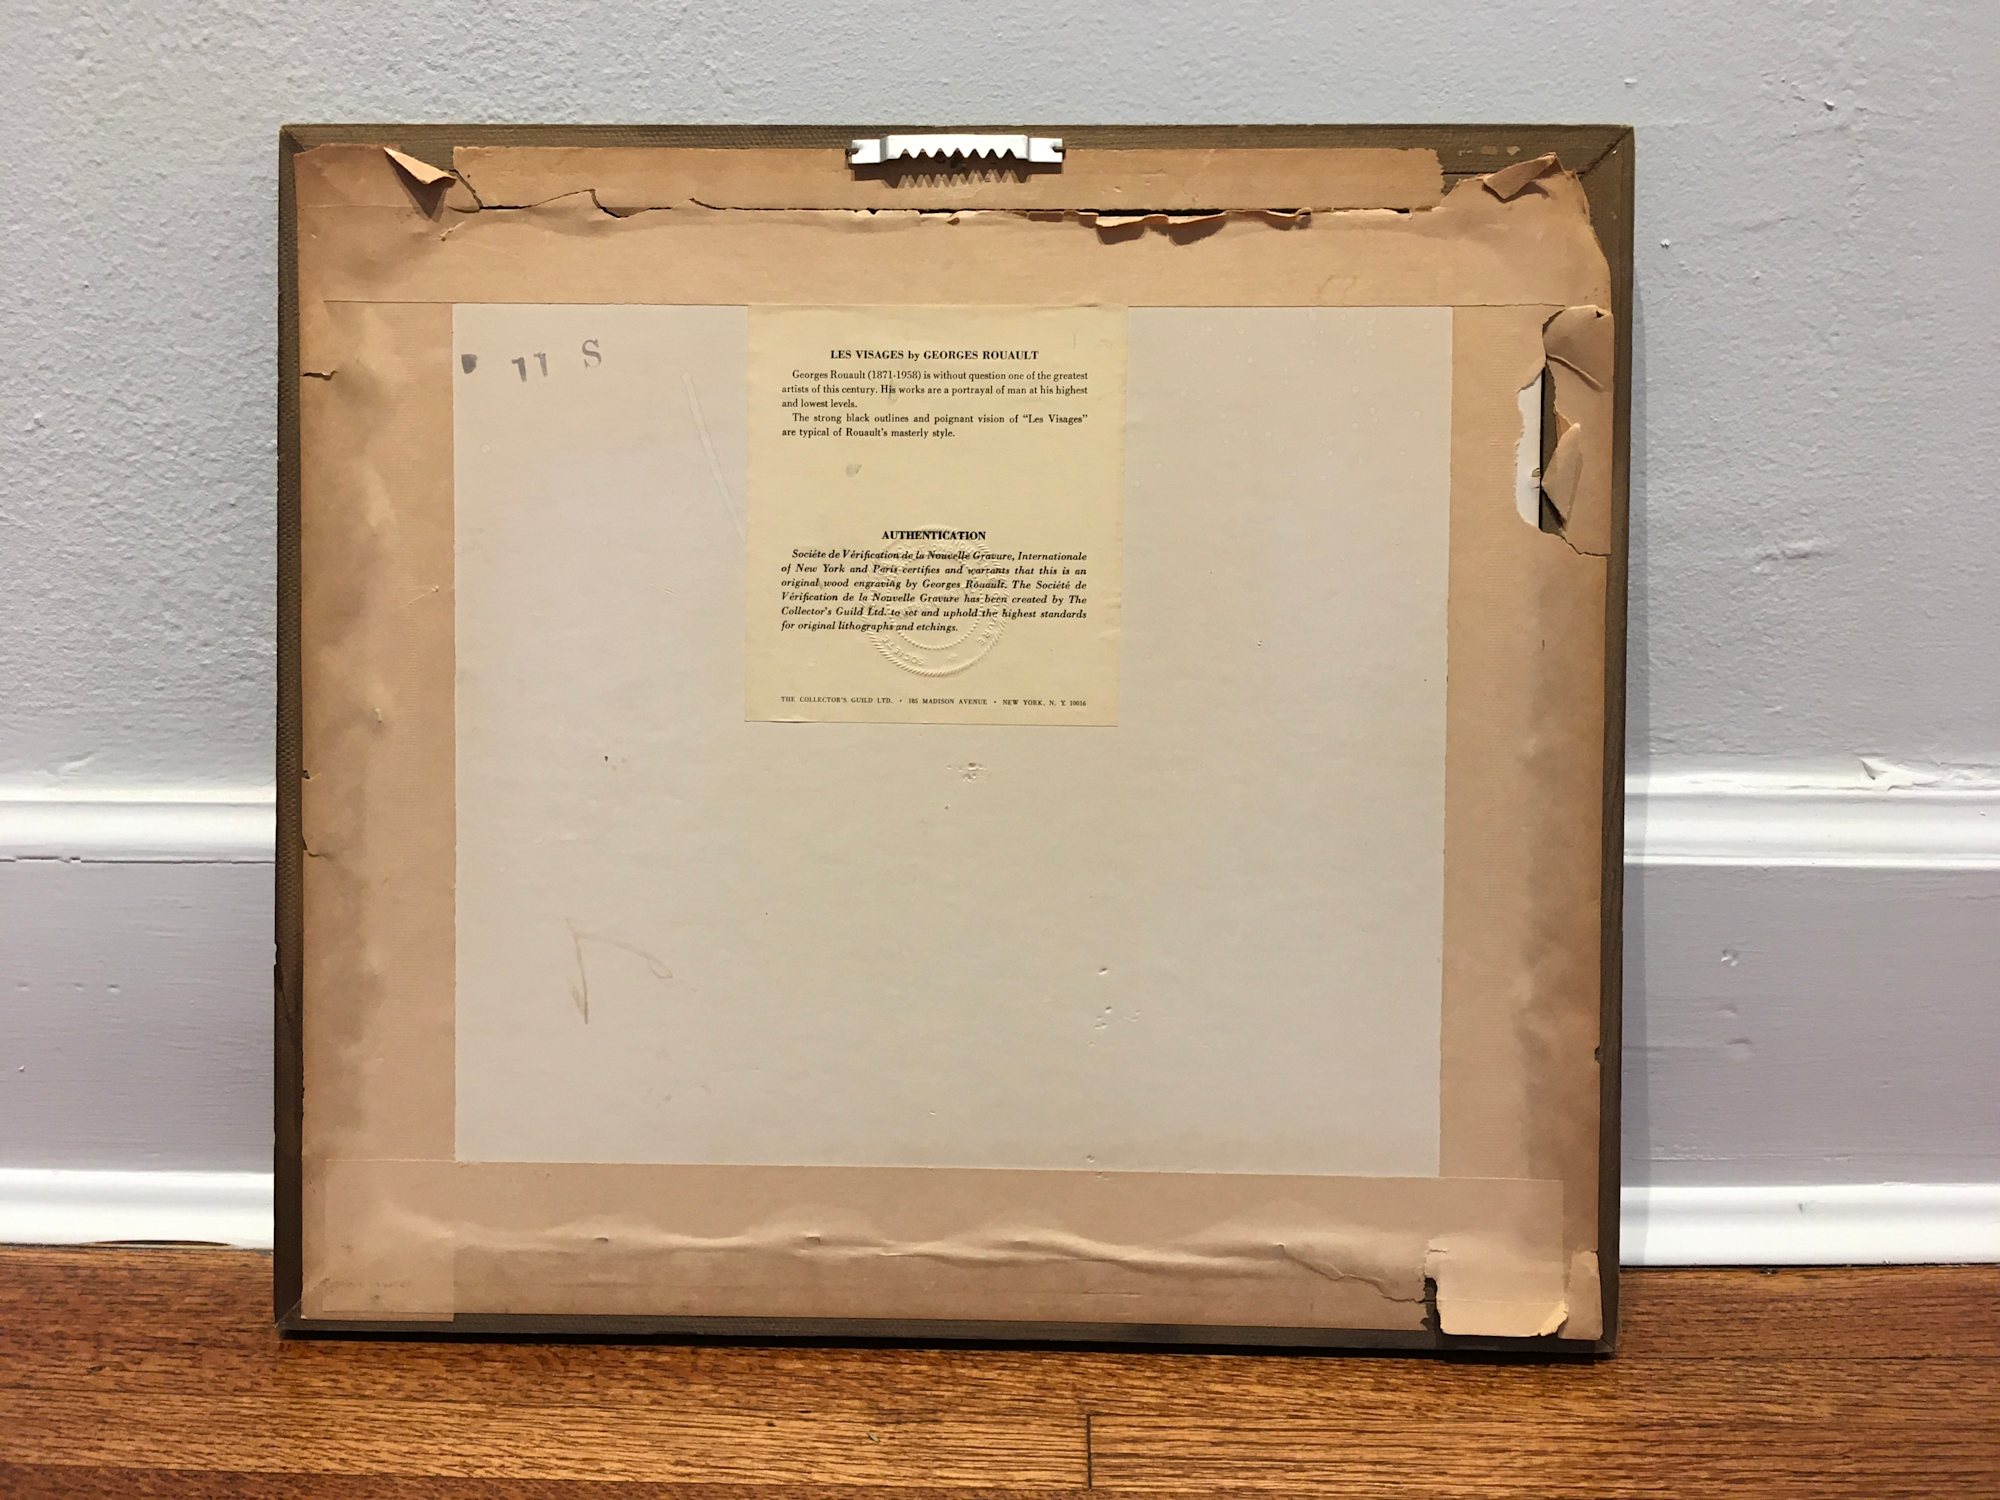 11 S
LES VISAGES by GEORGES ROUAULT
Georges Rouault (1871-1958) is without question one of the greatest
artists of this century. His works are a portrayal of man at his highest
and lowest levels.
The strong black outlines and poignant vision of “Les Visages”
are typical of Rouault's masterly style.
AUTHENTICATION
Sociéte de Vérification de la Nouvelle Gravure, Internationale
of New York and Paris certifies and warrants that this is an
original wood engraving by Georges Rouault. The Société de
Vérification de la Nouvelle Gravure has been created by The
Collector's Guild Ltd. to set and uphold the highest standards
for original lithographs and etchings.
SOCIETE
THE COLLECTOR'S GUILD LTD. • 185 MADISON AVENUE • NEW YORK, N. Y. 10016